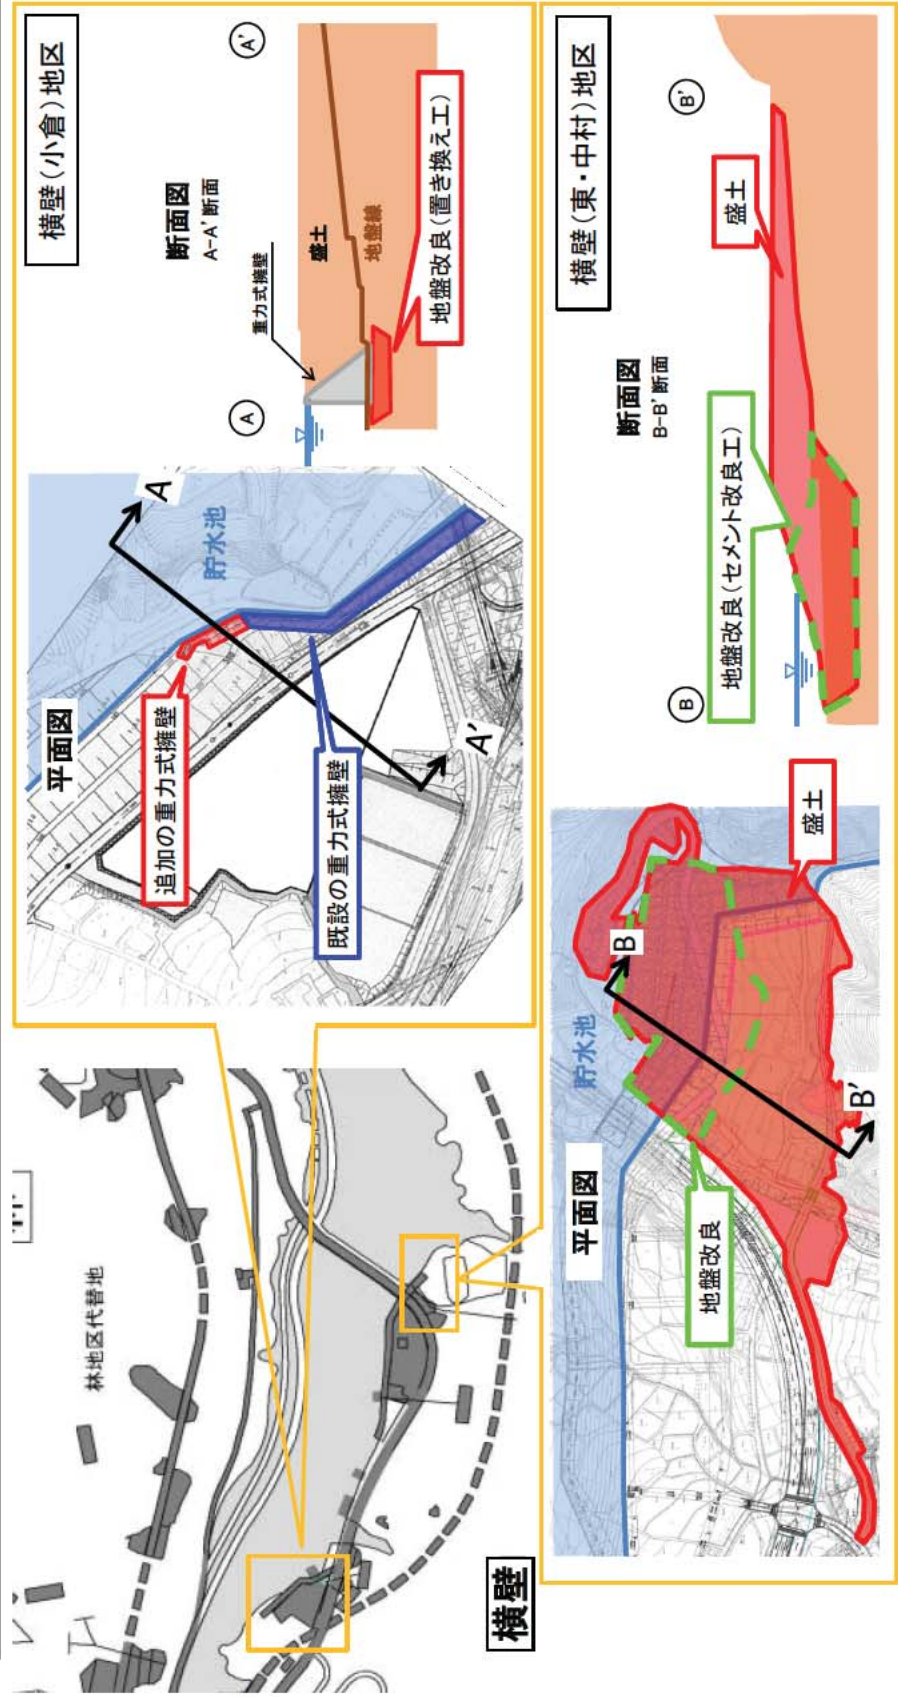 林地区代替地
横壁
横壁(小倉)地区
平面図
貯水池
A
A'
追加の重力式擁壁
既設の重力式擁壁
断面図
A-A' 断面
A
A'
重力式擁壁
盛土
地盤線
地盤改良(置き換え工)
横壁(東・中村)地区
平面図
貯水池
B
B'
地盤改良
盛土
断面図
B-B' 断面
B
B'
地盤改良(セメント改良工)
盛土